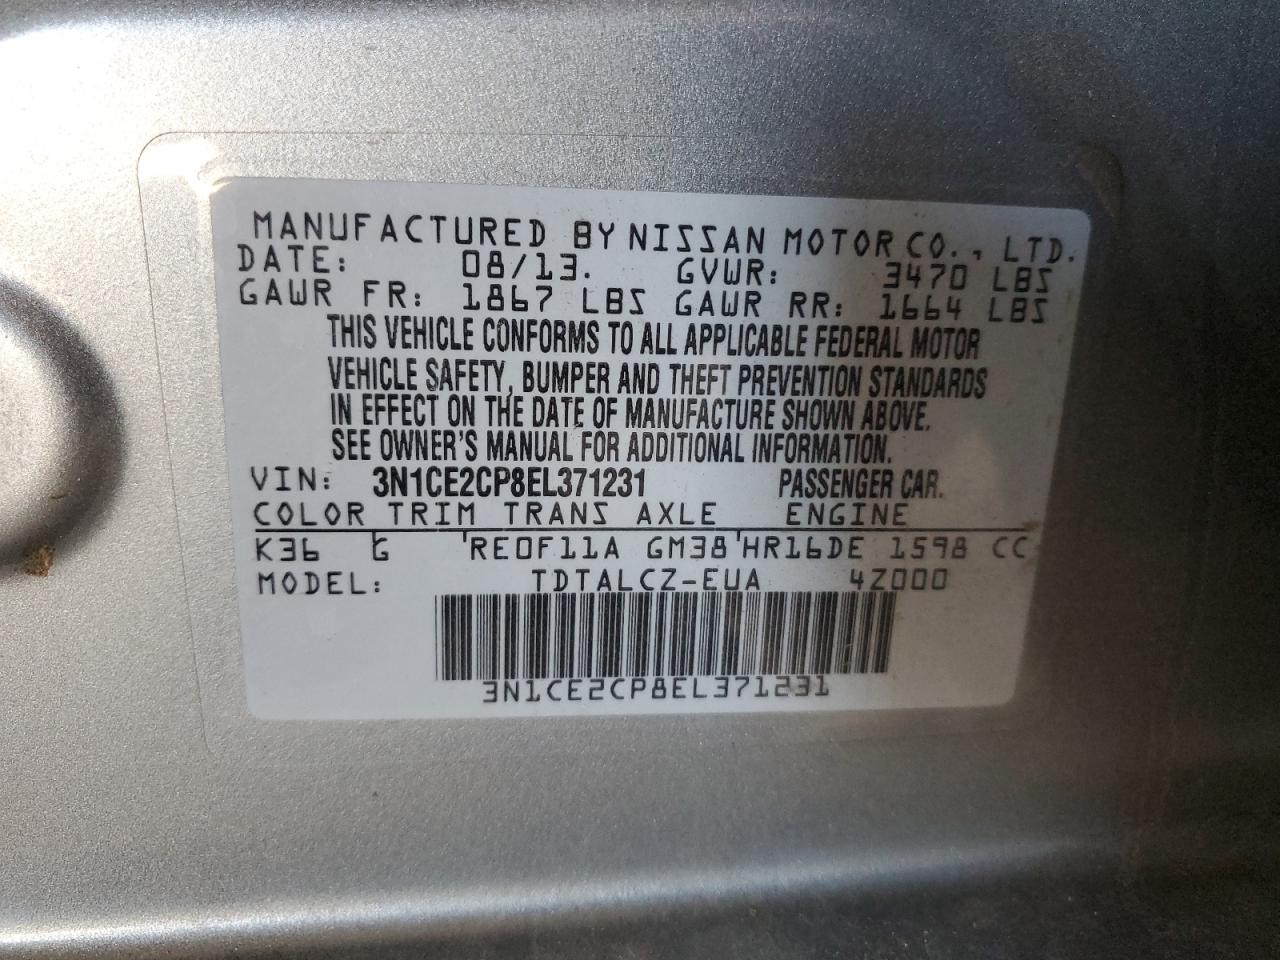 MANUFACTURED BY NISSAN MOTOR CO., LTD.
DATE: 08/13. GVWR: 3470 LBS
GAWR FR: 1867 LBS GAWR RR: 1664 LBS
THIS VEHICLE CONFORMS TO ALL APPLICABLE FEDERAL MOTOR
VEHICLE SAFETY, BUMPER AND THEFT PREVENTION STANDARDS
IN EFFECT ON THE DATE OF MANUFACTURE SHOWN ABOVE.
SEE OWNER'S MANUAL FOR ADDITIONAL INFORMATION.
VIN: 3N1CE2CP8EL371231 PASSENGER CAR.
COLOR TRIM TRANS AXLE ENGINE
K36 G RE0F11A GM38 HR16DE 1598 CC
MODEL: TDTALCZ-EUA 4Z000
3N1CE2CP8EL371231